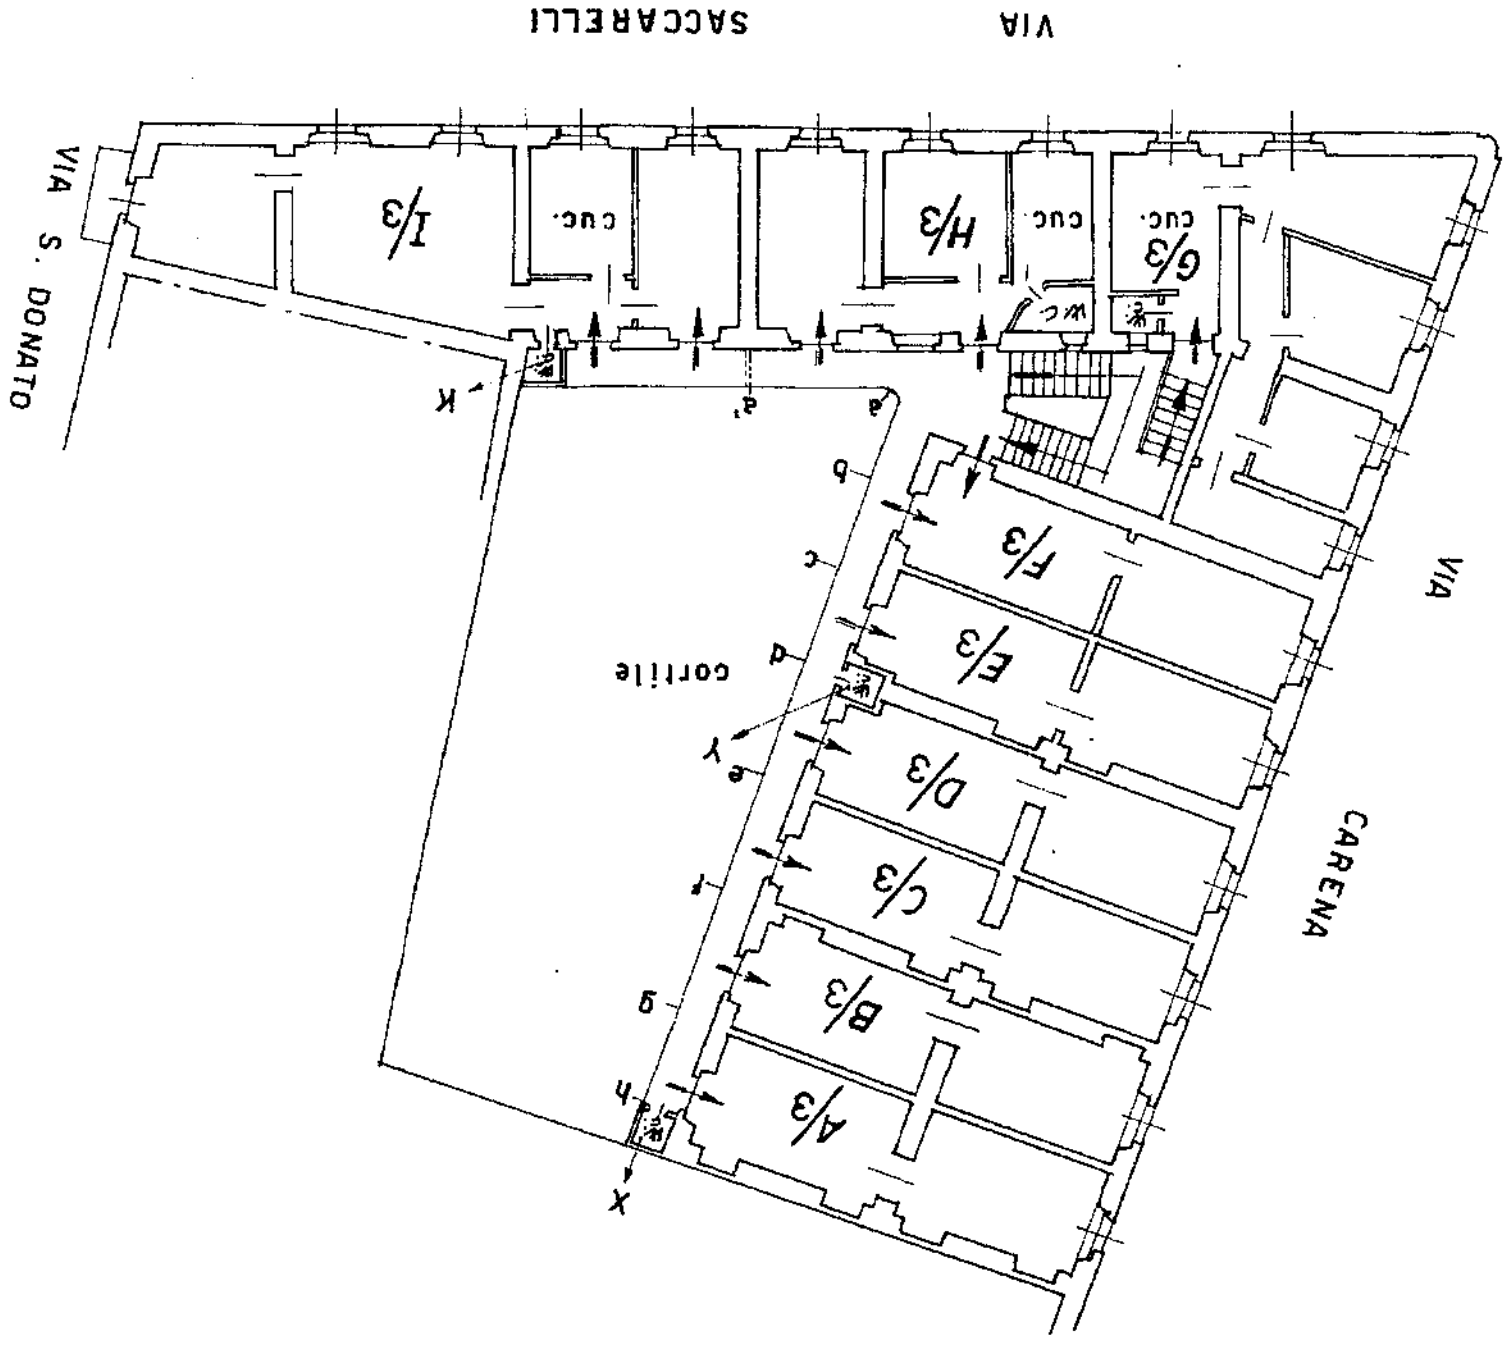 VIA SACCARELLI
VIA CARENA
VIA S. DONATO
A/3
B/3
C/3
D/3
E/3
F/3
G/3
CUC.
H/3
CUC.
W.C.
I/3
CUC.
cortile
X
Y
K
a
a'
b
c
d
e
f
g
h